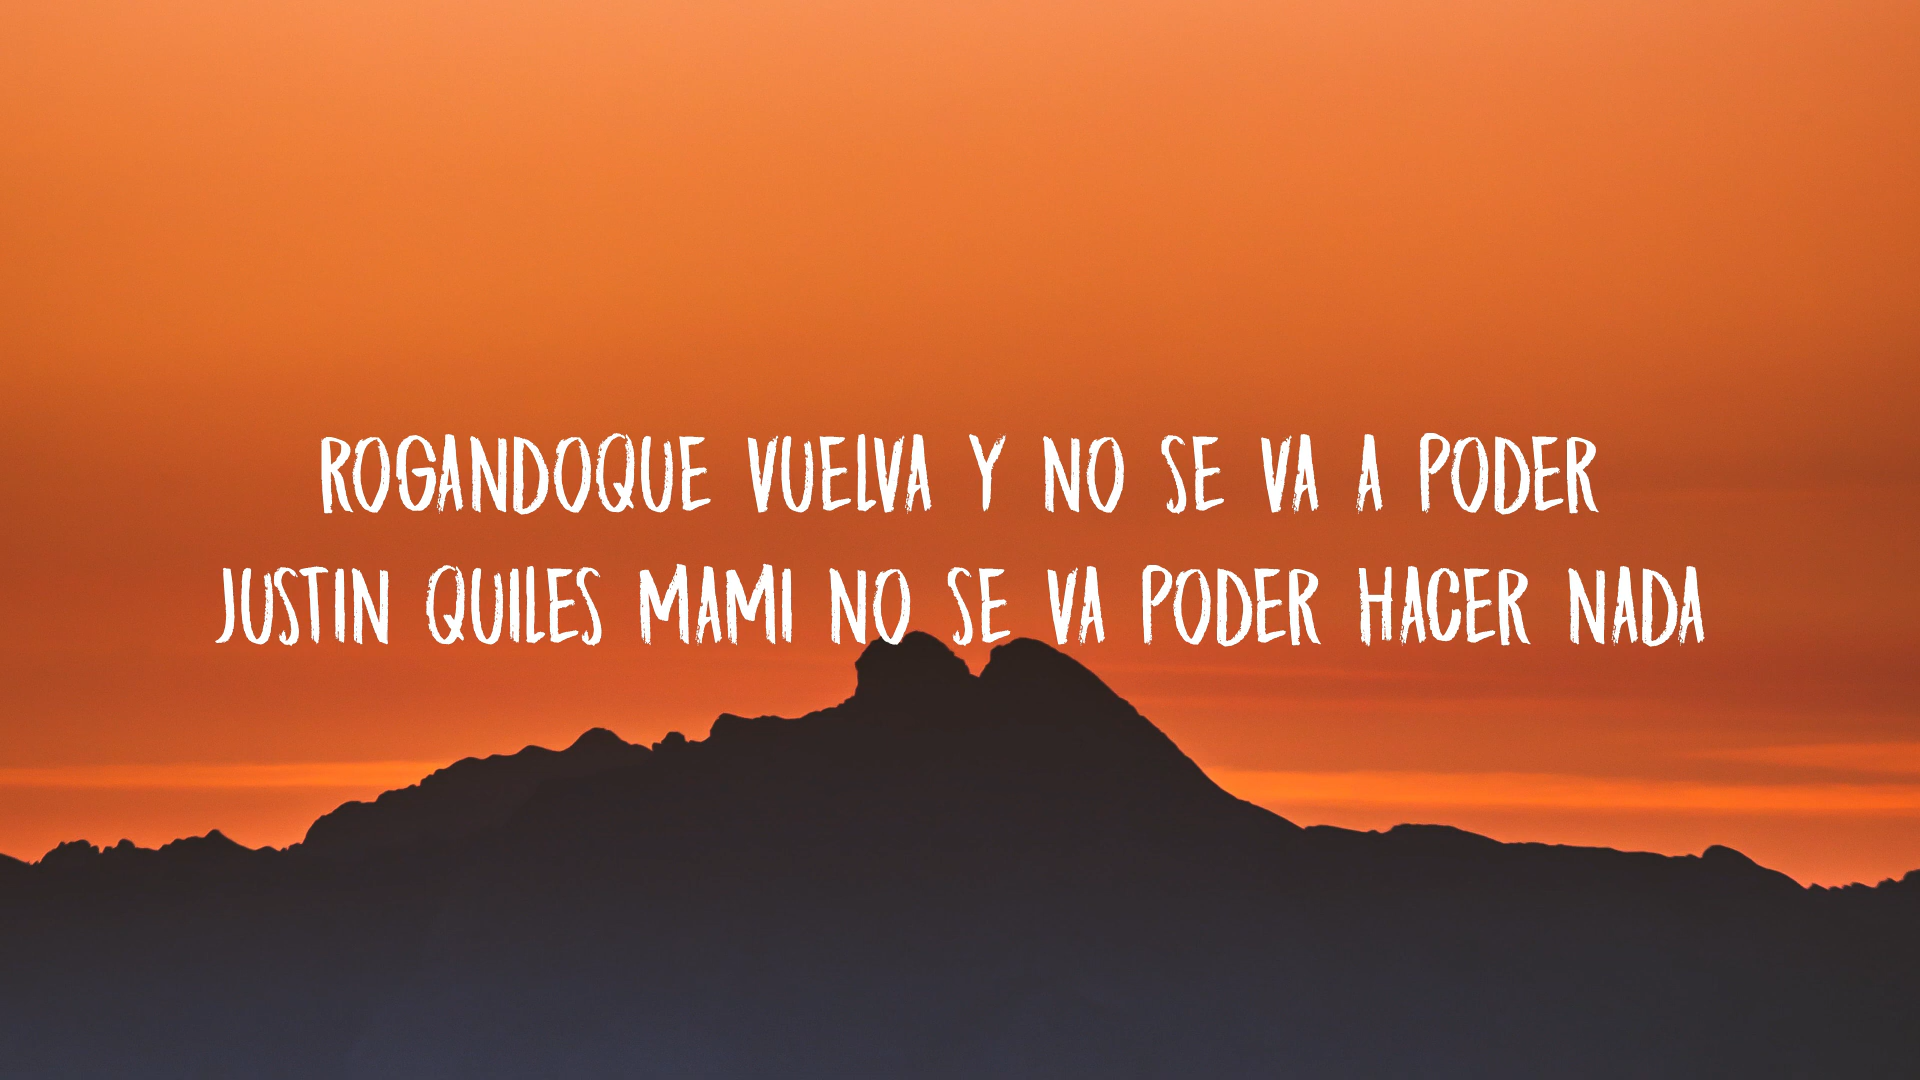 ROGANDOQUE VUELVA Y NO SE VA A PODER
JUSTIN QUILES MAMI NO SE VA PODER HACER NADA